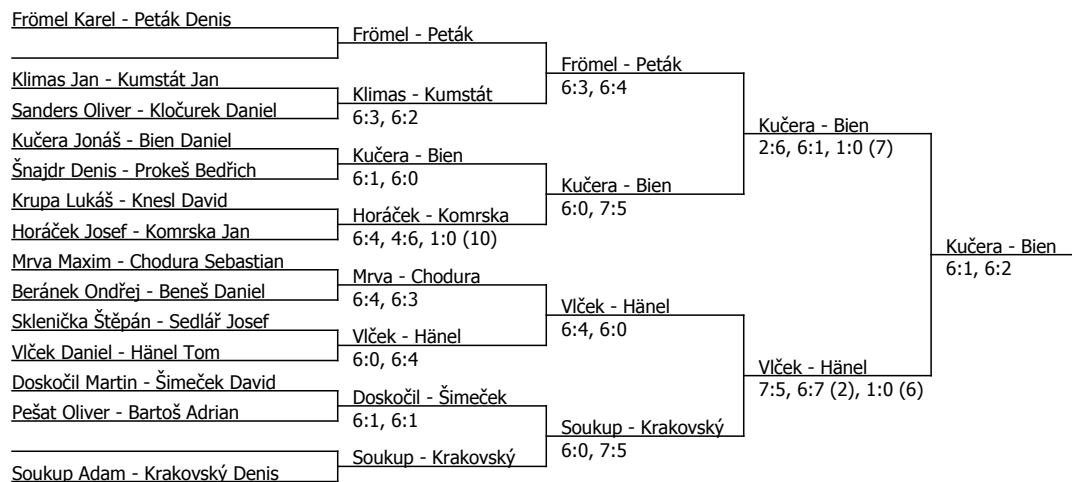 Frömel Karel - Peták Denis
Klimas Jan - Kumstát Jan
Sanders Oliver - Kločurek Daniel
Kučera Jonáš - Bien Daniel
Šnajdr Denis - Prokeš Bedřich
Krupa Lukáš - Knesl David
Horáček Josef - Komrska Jan
Mrva Maxim - Chodura Sebastian
Beránek Ondřej - Beneš Daniel
Sklenička Štěpán - Sedlář Josef
Vlček Daniel - Hänel Tom
Doskočil Martin - Šimeček David
Pešat Oliver - Bartoš Adrian
Soukup Adam - Krakovský Denis
Frömel - Peták
Klimas - Kumstát
6:3, 6:2
Kučera - Bien
6:1, 6:0
Horáček - Komrska
6:4, 4:6, 1:0 (10)
Mrva - Chodura
6:4, 6:3
Vlček - Hänel
6:0, 6:4
Doskočil - Šimeček
6:1, 6:1
Soukup - Krakovský
Frömel - Peták
6:3, 6:4
Kučera - Bien
6:0, 7:5
Vlček - Hänel
6:4, 6:0
Soukup - Krakovský
6:0, 7:5
Kučera - Bien
2:6, 6:1, 1:0 (7)
Vlček - Hänel
7:5, 6:7 (2), 1:0 (6)
Kučera - Bien
6:1, 6:2